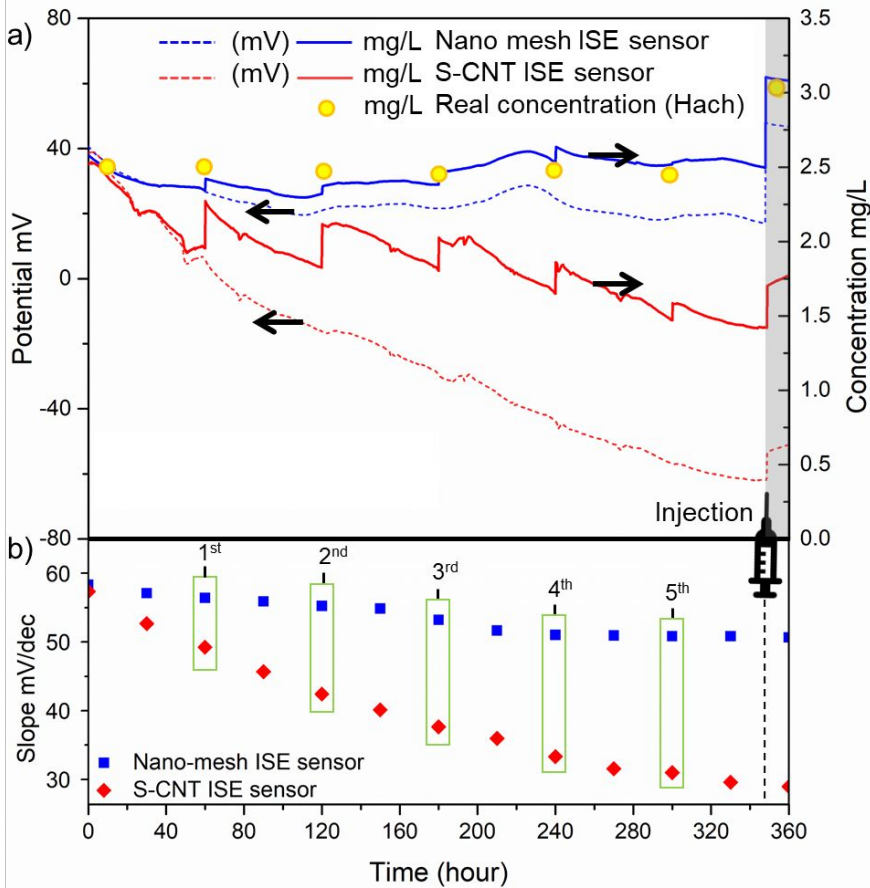 a)
80
40
0
-40
-80
Potential mV
(mV) mg/L Nano mesh ISE sensor
(mV) mg/L S-CNT ISE sensor
mg/L Real concentration (Hach)
3.5
3.0
2.5
2.0
1.5
1.0
0.5
0.0
Concentration mg/L
Injection
b)
60
50
40
30
Slope mV/dec
1st
2nd
3rd
4th
5th
Nano-mesh ISE sensor
S-CNT ISE sensor
0 40 80 120 160 200 240 280 320 360
Time (hour)